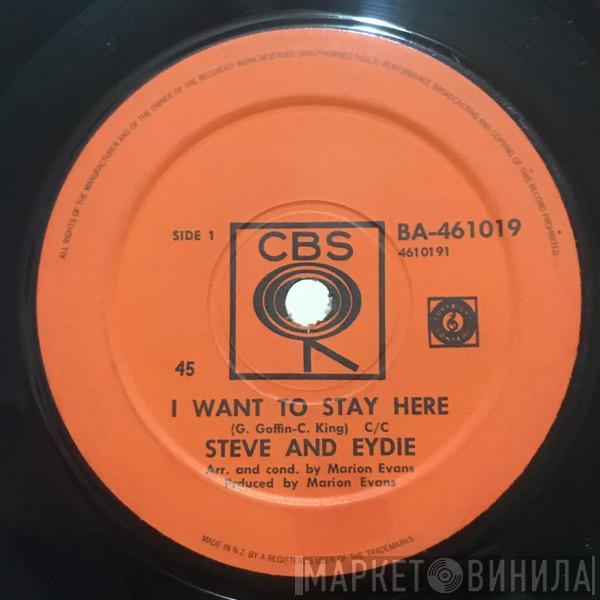 ALL RIGHTS OF THE MANUFACTURER AND OF THE OWNER OF THE RECORDED WORK RESERVED UNAUTHORISED PUBLIC PERFORMANCE BROADCASTING AND COPYING OF THIS RECORD PROHIBITED
SIDE 1
CBS
BA-461019
4610191
COPYRIGHT CONTROL
45
I WANT TO STAY HERE
(G. Goffin-C. King) C/C
STEVE AND EYDIE
Arr. and cond. by Marion Evans
Prduced by Marion Evans
MADE IN N.Z. BY A REGISTERED USER OF THE TRADEMARKS
МАРКЕТ ВИНИЛА